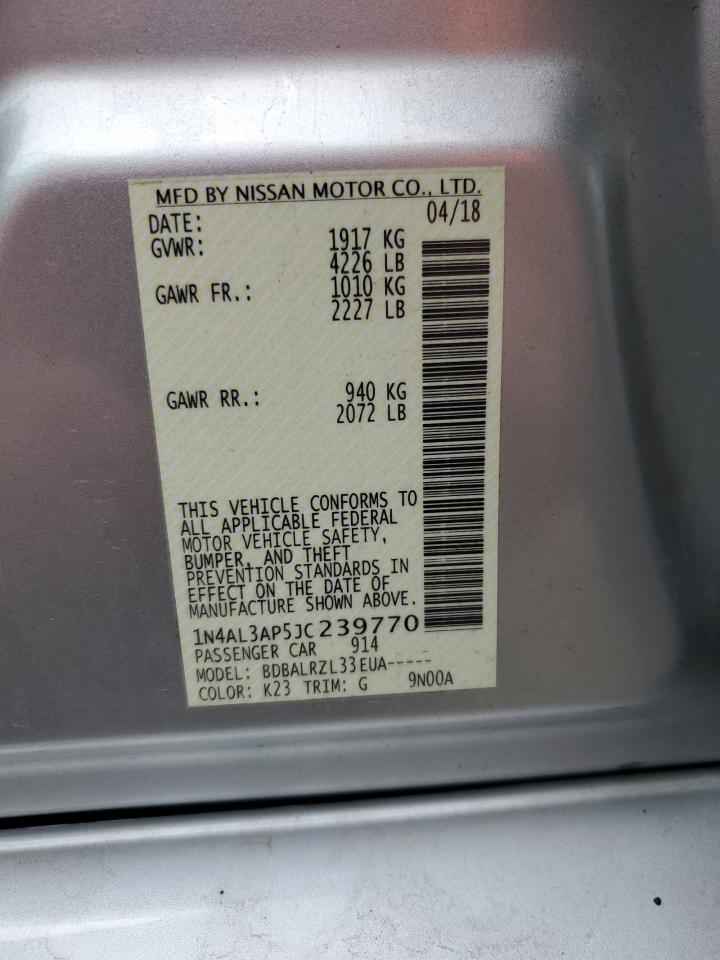 MFD BY NISSAN MOTOR CO., LTD.
DATE: 04/18
GVWR: 1917 KG
4226 LB
GAWR FR.: 1010 KG
2227 LB
GAWR RR.: 940 KG
2072 LB
THIS VEHICLE CONFORMS TO
ALL APPLICABLE FEDERAL
MOTOR VEHICLE SAFETY,
BUMPER, AND THEFT
PREVENTION STANDARDS IN
EFFECT ON THE DATE OF
MANUFACTURE SHOWN ABOVE.
1N4AL3AP5JC239770
PASSENGER CAR 914
MODEL: BDBALRZL33EUA-----
COLOR: K23 TRIM: G 9N00A